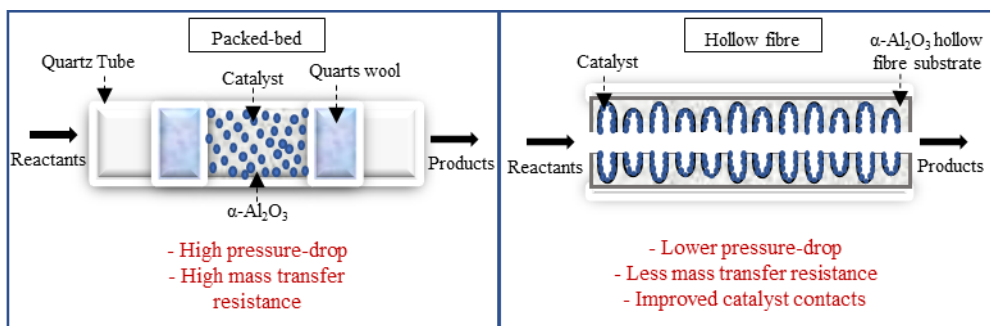 Packed-bed
Quartz Tube
Catalyst
Quarts wool
Reactants
Products
α-Al₂O₃
- High pressure-drop
- High mass transfer
resistance
Hollow fibre
Catalyst
α-Al₂O₃ hollow
fibre substrate
Reactants
Products
- Lower pressure-drop
- Less mass transfer resistance
- Improved catalyst contacts